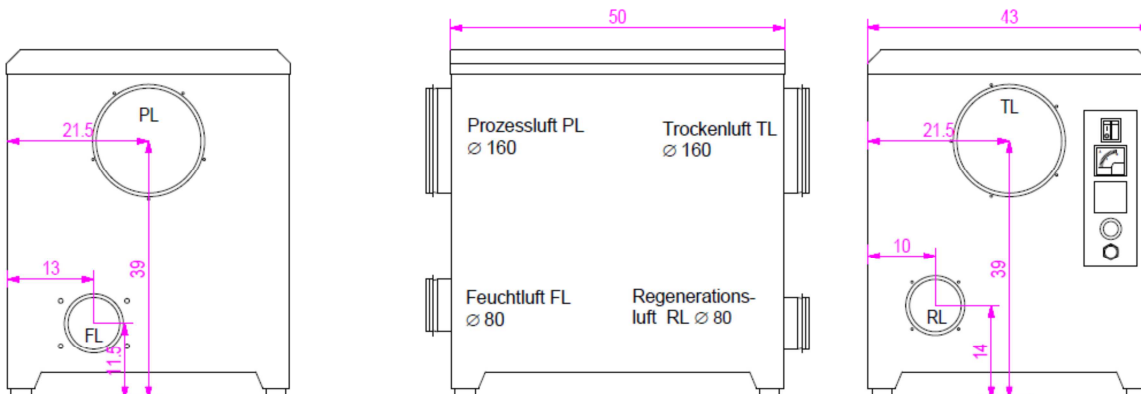 PL
21.5
39
13
FL
11.5
50
Prozessluft PL
∅ 160
Trockenluft TL
∅ 160
Feuchtluft FL
∅ 80
Regenerations-
luft RL ∅ 80
43
TL
21.5
10
39
RL
14